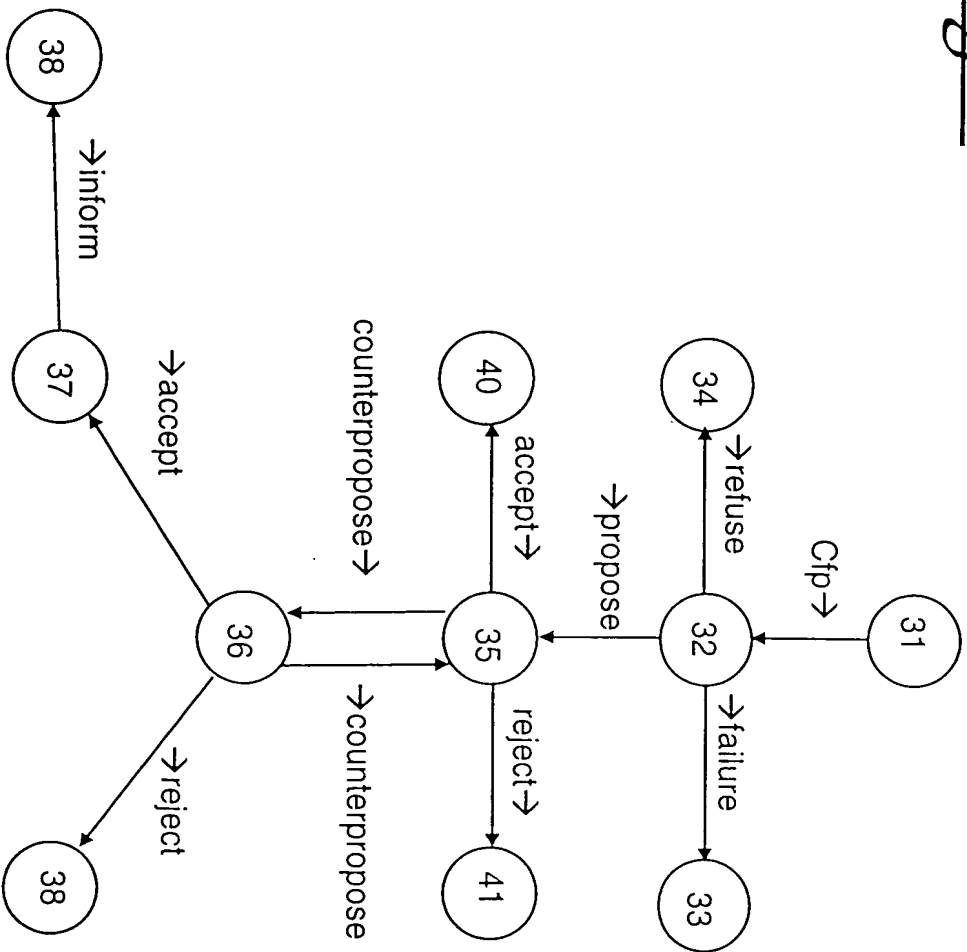 31
Cfp→
→refuse
→failure
34
32
33
→propose
accept→
reject→
40
35
41
counterpropose→
→counterpropose
36
→accept
→reject
→inform
38
37
38